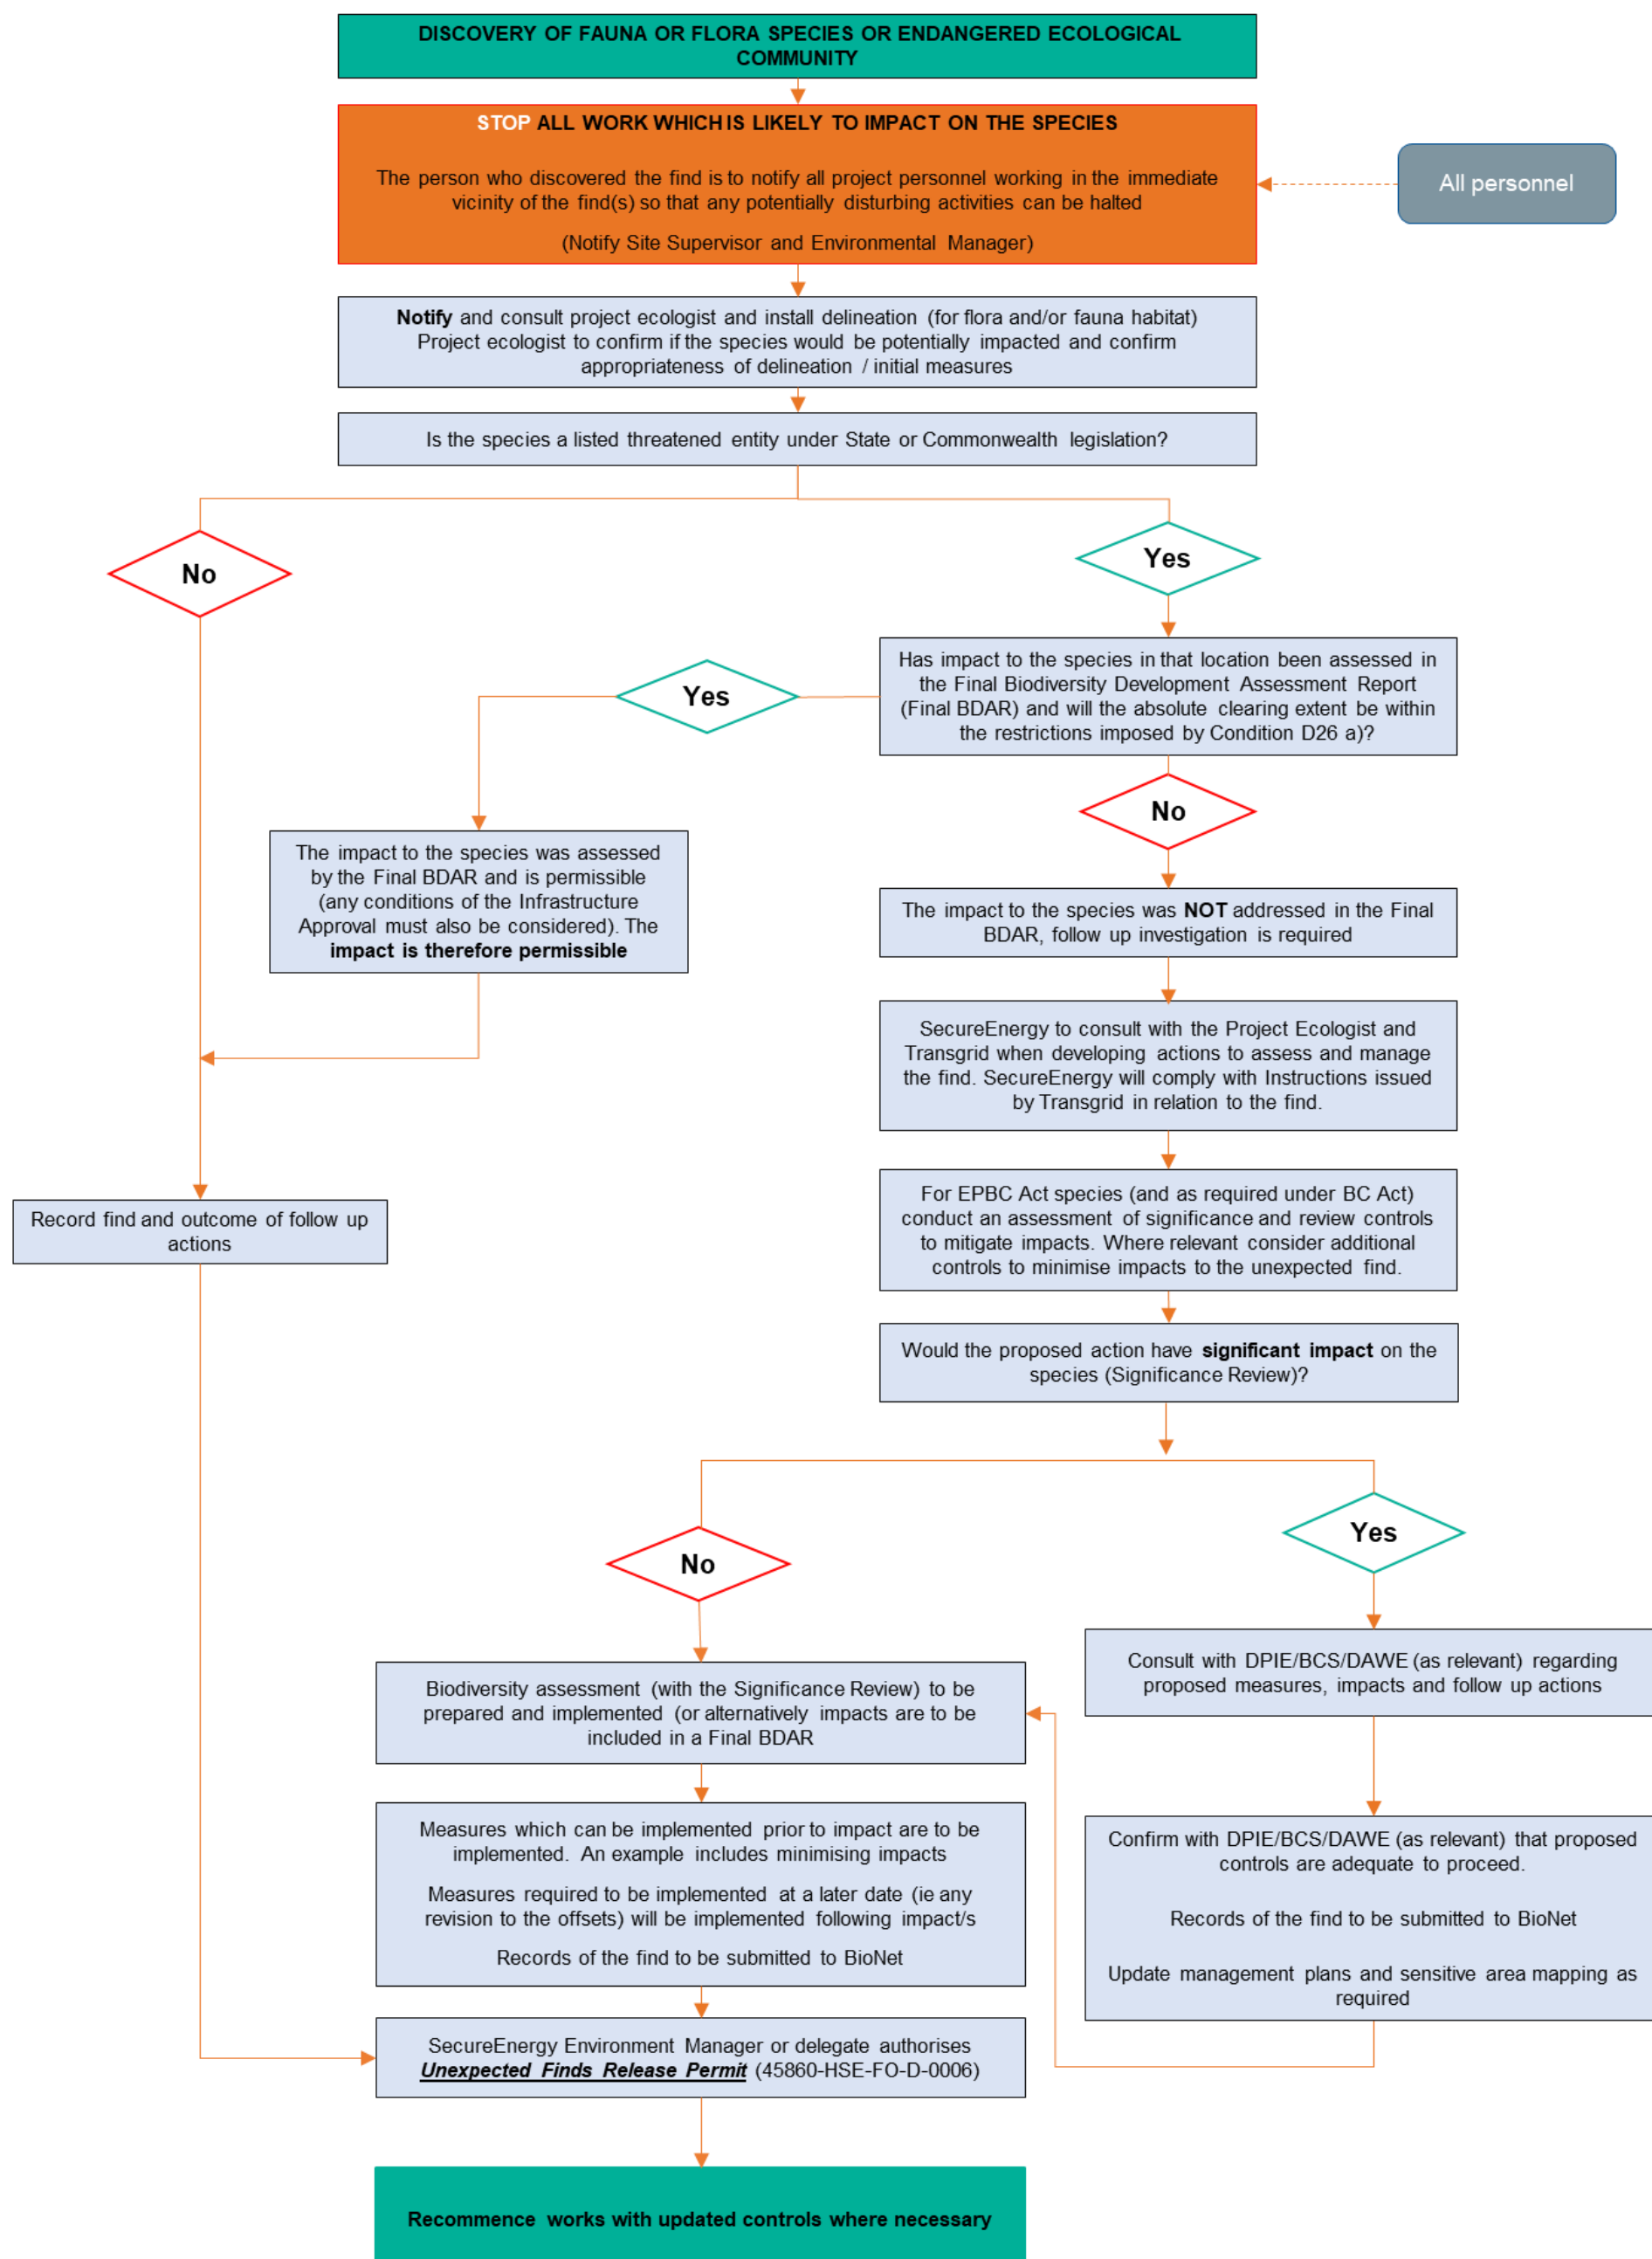 DISCOVERY OF FAUNA OR FLORA SPECIES OR ENDANGERED ECOLOGICAL
COMMUNITY
STOP ALL WORK WHICH IS LIKELY TO IMPACT ON THE SPECIES
The person who discovered the find is to notify all project personnel working in the immediate
vicinity of the find(s) so that any potentially disturbing activities can be halted
(Notify Site Supervisor and Environmental Manager)
All personnel
Notify and consult project ecologist and install delineation (for flora and/or fauna habitat)
Project ecologist to confirm if the species would be potentially impacted and confirm
appropriateness of delineation / initial measures
Is the species a listed threatened entity under State or Commonwealth legislation?
No
Yes
Has impact to the species in that location been assessed in
the Final Biodiversity Development Assessment Report
(Final BDAR) and will the absolute clearing extent be within
the restrictions imposed by Condition D26 a)?
Yes
No
The impact to the species was assessed
by the Final BDAR and is permissible
(any conditions of the Infrastructure
Approval must also be considered). The
impact is therefore permissible
The impact to the species was NOT addressed in the Final
BDAR, follow up investigation is required
SecureEnergy to consult with the Project Ecologist and
Transgrid when developing actions to assess and manage
the find. SecureEnergy will comply with Instructions issued
by Transgrid in relation to the find.
For EPBC Act species (and as required under BC Act)
conduct an assessment of significance and review controls
to mitigate impacts. Where relevant consider additional
controls to minimise impacts to the unexpected find.
Record find and outcome of follow up
actions
Would the proposed action have significant impact on the
species (Significance Review)?
No
Yes
Consult with DPIE/BCS/DAWE (as relevant) regarding
proposed measures, impacts and follow up actions
Biodiversity assessment (with the Significance Review) to be
prepared and implemented (or alternatively impacts are to be
included in a Final BDAR
Measures which can be implemented prior to impact are to be
implemented. An example includes minimising impacts
Measures required to be implemented at a later date (ie any
revision to the offsets) will be implemented following impact/s
Records of the find to be submitted to BioNet
Confirm with DPIE/BCS/DAWE (as relevant) that proposed
controls are adequate to proceed.
Records of the find to be submitted to BioNet
Update management plans and sensitive area mapping as
required
SecureEnergy Environment Manager or delegate authorises
Unexpected Finds Release Permit (45860-HSE-FO-D-0006)
Recommence works with updated controls where necessary